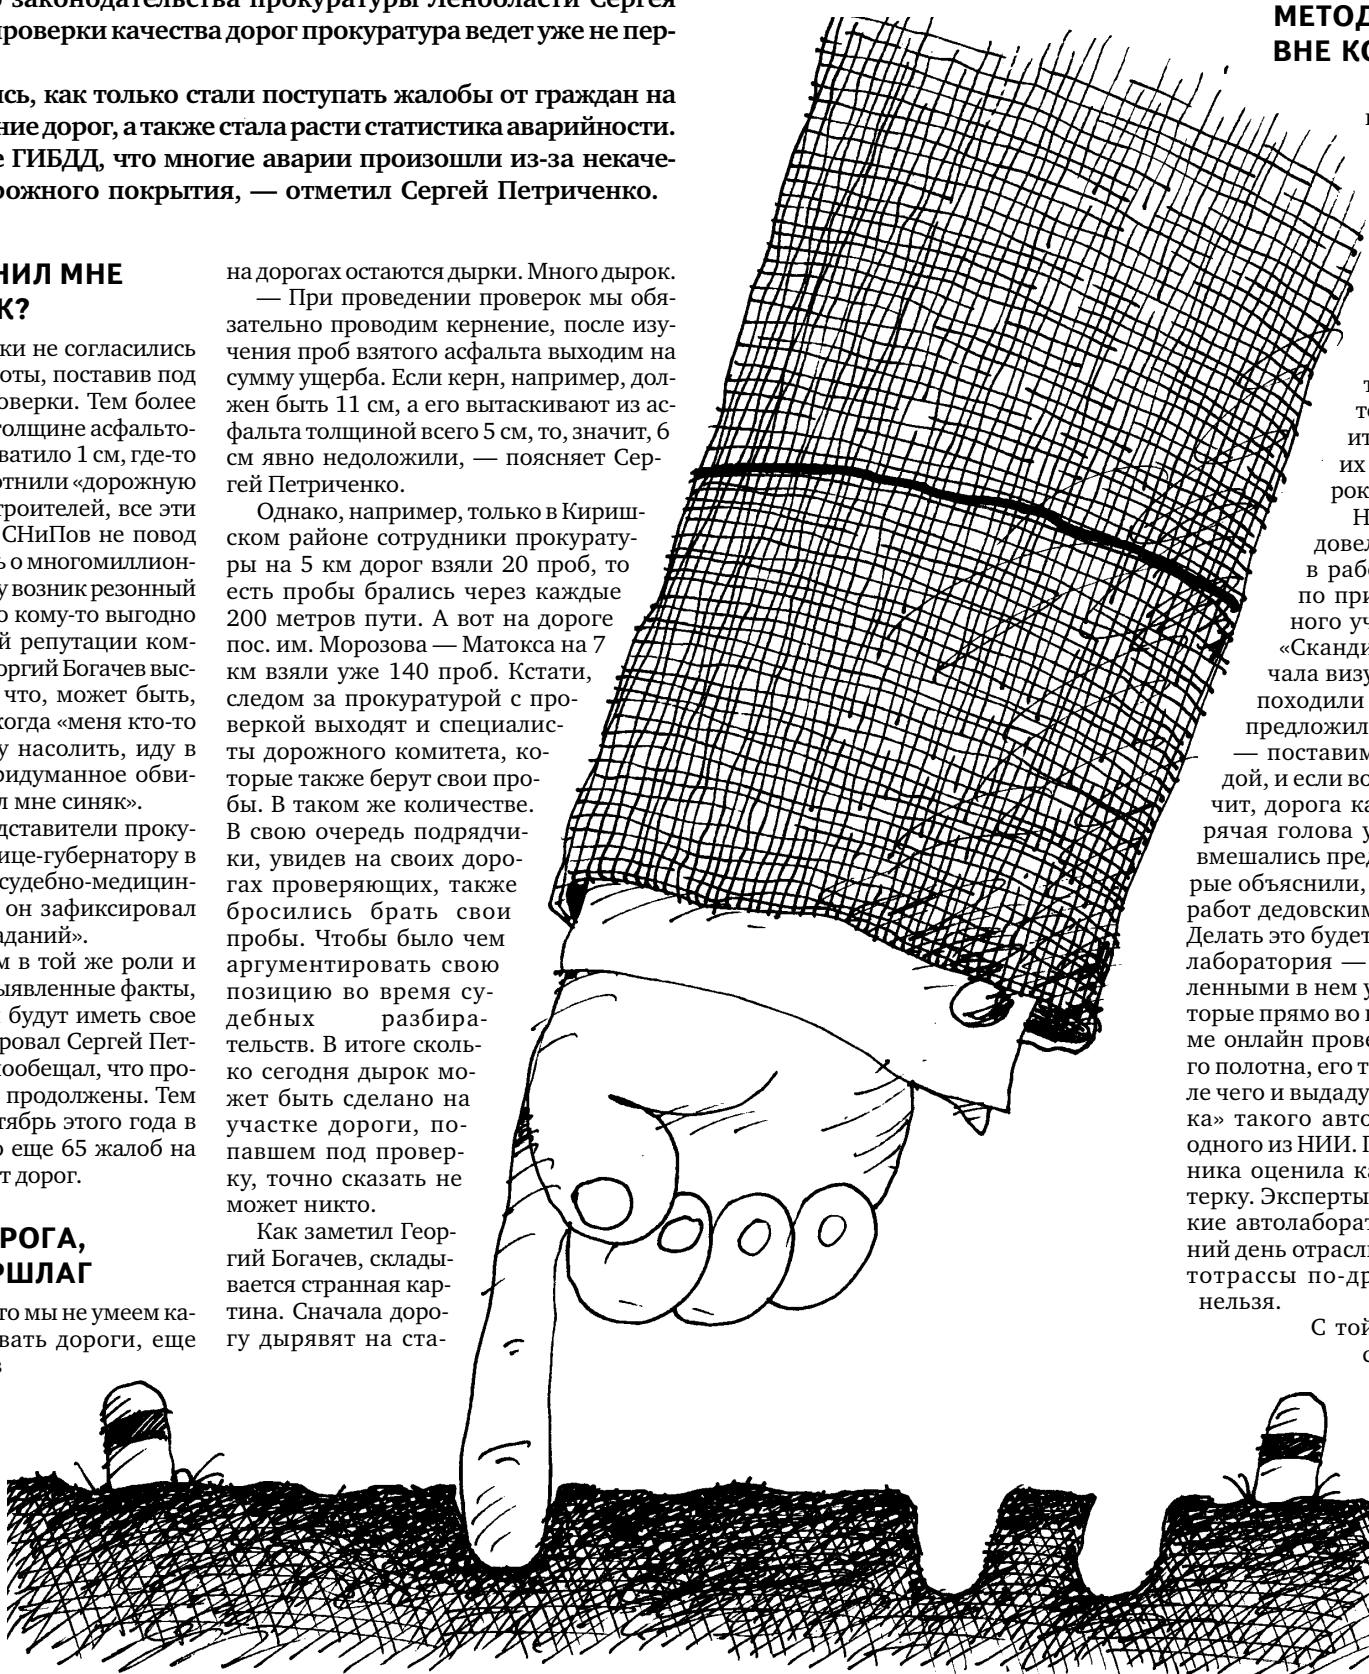 законодательства прокуратуры Ленобласти Сергея
проверки качества дорог прокуратура ведет уже не пер-
сь, как только стали поступать жалобы от граждан на
ние дорог, а также стала расти статистика аварийности.
е ГИБДД, что многие аварии произошли из-за некаче-
рожного покрытия, — отметил Сергей Петриченко.
НИЛ МНЕ
К?
ки не согласились
оты, поставив под
оверки. Тем более
толщине асфальто-
ватило 1 см, где-то
отнили «дорожную
троителей, все эти
СНиПов не повод
ь о многомиллион-
у возник резонный
о кому-то выгодно
й репутации ком-
оргий Богачев выс-
что, может быть,
когда «меня кто-то
у насолить, иду в
ридуманное обви-
л мне синяк».
дставители проку-
ице-губернатору в
судебно-медицин-
он зафиксировал
аданий».
м в той же роли и
ыявленные факты,
будут иметь свое
ровал Сергей Пет-
пообещал, что про-
продолжены. Тем
тябрь этого года в
о еще 65 жалоб на
т дорог.
РОГА,
РШЛАГ
то мы не умеем ка-
вать дороги, еще
в
на дорогах остаются дырки. Много дырок.
— При проведении проверок мы обя-
зательно проводим кернение, после изу-
чения проб взятого асфальта выходим на
сумму ущерба. Если керн, например, дол-
жен быть 11 см, а его вытаскивают из ас-
фальта толщиной всего 5 см, то, значит, 6
см явно недоложили, — поясняет Сер-
гей Петриченко.
Однако, например, только в Кириш-
ском районе сотрудники прокурату-
ры на 5 км дорог взяли 20 проб, то
есть пробы брались через каждые
200 метров пути. А вот на дороге
пос. им. Морозова — Матокса на 7
км взяли уже 140 проб. Кстати,
следом за прокуратурой с про-
веркой выходят и специалис-
ты дорожного комитета, ко-
торые также берут свои про-
бы. В таком же количестве.
В свою очередь подрядчи-
ки, увидев на своих доро-
гах проверяющих, также
бросились брать свои
пробы. Чтобы было чем
аргументировать свою
позицию во время су-
дебных разбира-
тельств. В итоге сколь-
ко сегодня дырок мо-
жет быть сделано на
участке дороги, по-
павшем под провер-
ку, точно сказать не
может никто.
Как заметил Геор-
гий Богачев, склады-
вается странная кар-
тина. Сначала доро-
гу дырявят на ста-
МЕТОД
ВНЕ КО
т
то
ит
их
рок
Н
довел
в рабо
по при
ного уч
«Сканди
чала визу
походили
предложил
— поставим
дой, и если во
чит, дорога ка
рячая голова у
вмешались пред
рые объяснили,
работ дедовским
Делать это будет
лаборатория —
ленными в нем у
торые прямо во в
ме онлайн прове
го полотна, его т
ле чего и выдаду
ка» такого авто
одного из НИИ. П
ника оценила ка
терку. Эксперты
кие автолаборат
ний день отрасли
тотрассы по-др
нельзя.
С той
с